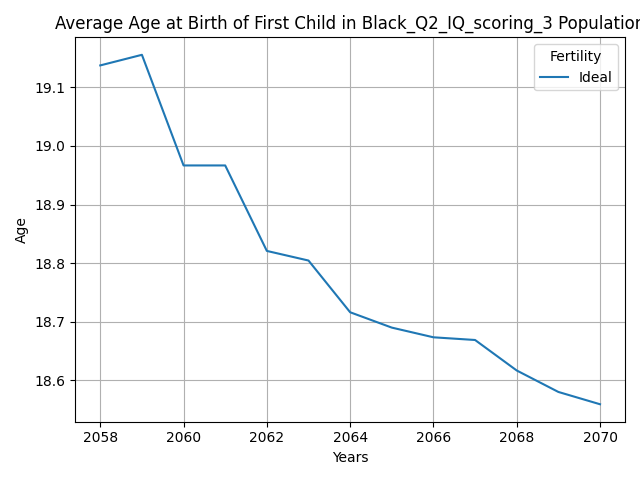 Average Age at Birth of First Child in Black_Q2_IQ_scoring_3 Population
Fertility
Ideal
19.1
19.0
18.9
18.8
18.7
18.6
Age
2058 2060 2062 2064 2066 2068 2070
Years